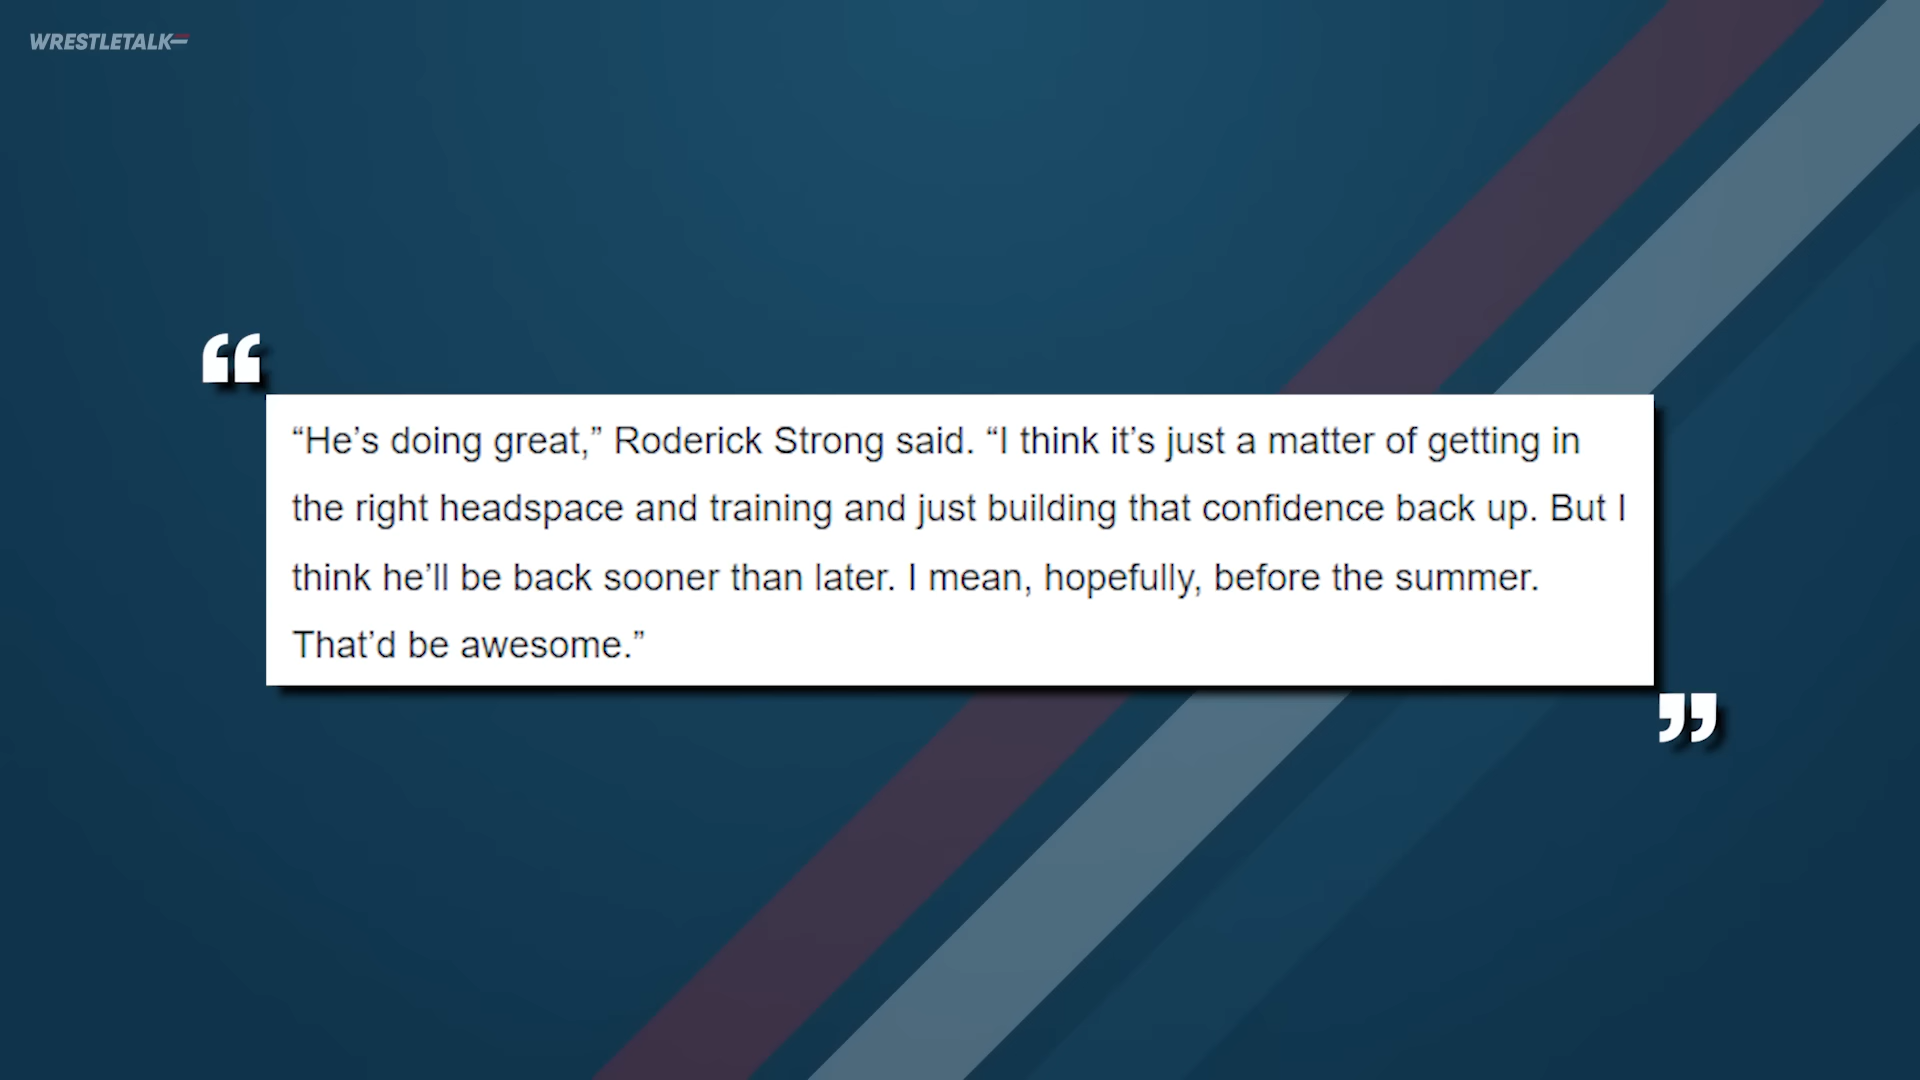 WRESTLETALK
“
“He’s doing great,” Roderick Strong said. “I think it’s just a matter of getting in
the right headspace and training and just building that confidence back up. But I
think he’ll be back sooner than later. I mean, hopefully, before the summer.
That’d be awesome.”
”